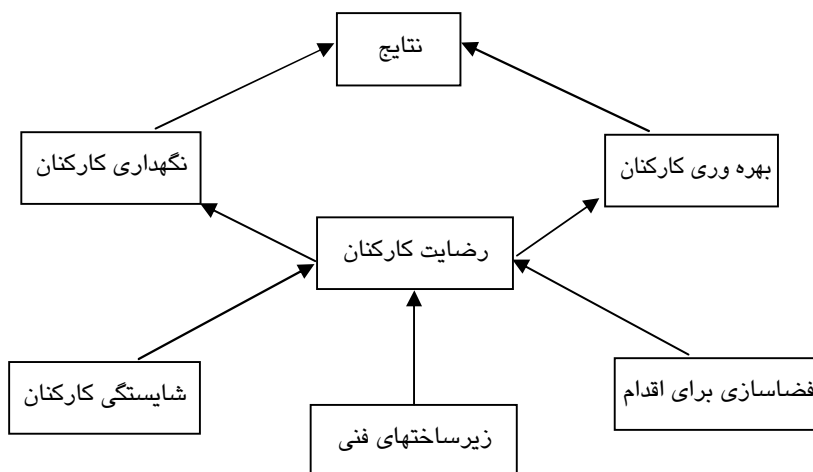 نتایج
بهره وری کارکنان
نگهداری کارکنان
رضایت کارکنان
فضاسازی برای اقدام
شایستگی کارکنان
زیرساختهای فنی